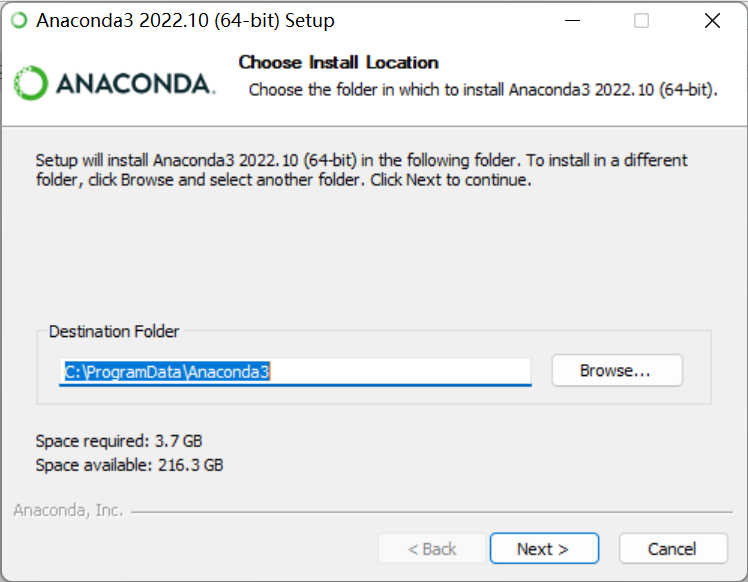 Anaconda3 2022.10 (64-bit) Setup
ANACONDA.
Choose Install Location
Choose the folder in which to install Anaconda3 2022.10 (64-bit).
Setup will install Anaconda3 2022.10 (64-bit) in the following folder. To install in a different
folder, click Browse and select another folder. Click Next to continue.
Destination Folder
C:\ProgramData\Anaconda3
Browse...
Space required: 3.7 GB
Space available: 216.3 GB
Anaconda, Inc.
< Back
Next >
Cancel